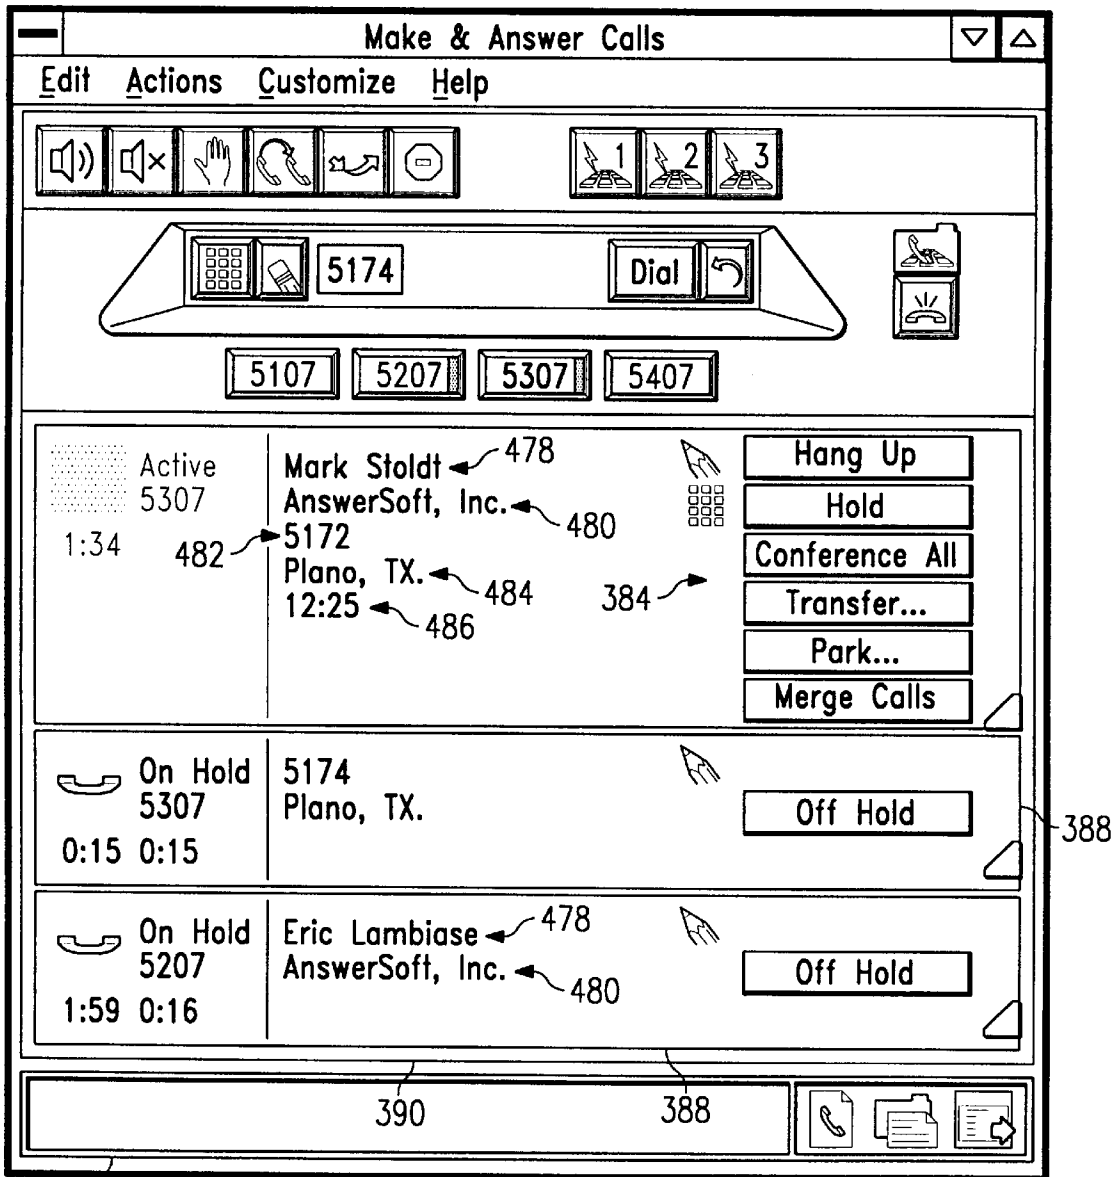 Make & Answer Calls
Edit Actions Customize Help
1 2 3
5174 Dial
5107 5207 5307 5407
Active
5307
1:34
Mark Stoldt 478
AnswerSoft, Inc. 480
482 5172
Plano, TX. 484
12:25 486
384
Hang Up
Hold
Conference All
Transfer...
Park...
Merge Calls
On Hold
5307
0:15 0:15
5174
Plano, TX.
Off Hold
388
On Hold
5207
1:59 0:16
Eric Lambiase 478
AnswerSoft, Inc. 480
Off Hold
390 388